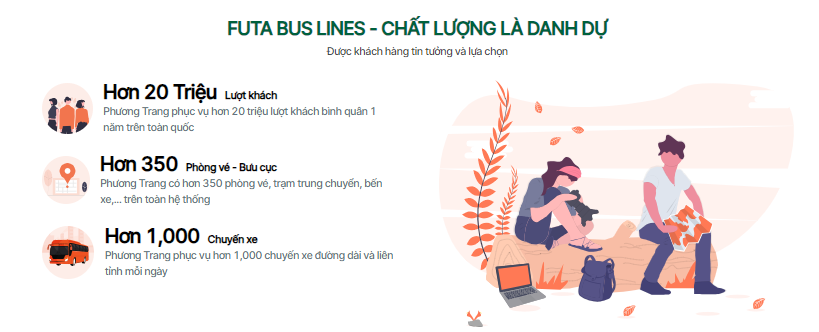 FUTA BUS LINES - CHẤT LƯỢNG LÀ DANH DỰ
Được khách hàng tin tưởng và lựa chọn
Hơn 20 Triệu Lượt khách
Phương Trang phục vụ hơn 20 triệu lượt khách bình quân 1
năm trên toàn quốc
Hơn 350 Phòng vé - Bưu cục
Phương Trang có hơn 350 phòng vé, trạm trung chuyển, bến
xe,... trên toàn hệ thống
Hơn 1,000 Chuyến xe
Phương Trang phục vụ hơn 1,000 chuyến xe đường dài và liên
tỉnh mỗi ngày